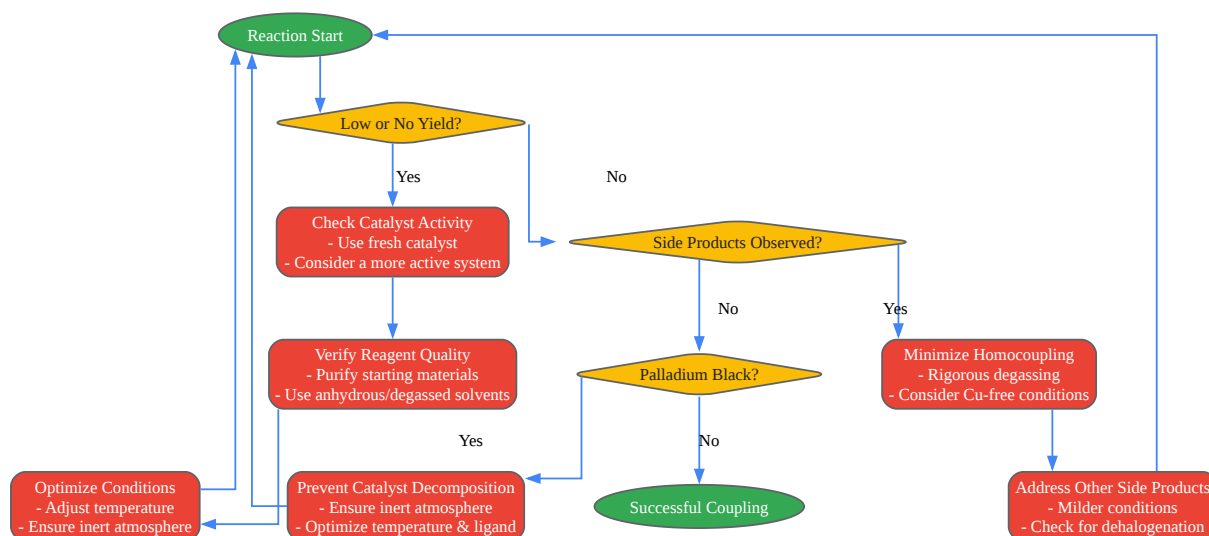 Reaction Start
Low or No Yield?
Yes
No
Check Catalyst Activity
- Use fresh catalyst
- Consider a more active system
Side Products Observed?
No
Yes
Verify Reagent Quality
- Purify starting materials
- Use anhydrous/degassed solvents
Palladium Black?
Minimize Homocoupling
- Rigorous degassing
- Consider Cu-free conditions
Yes
No
Optimize Conditions
- Adjust temperature
- Ensure inert atmosphere
Prevent Catalyst Decomposition
- Ensure inert atmosphere
- Optimize temperature & ligand
Successful Coupling
Address Other Side Products
- Milder conditions
- Check for dehalogenation